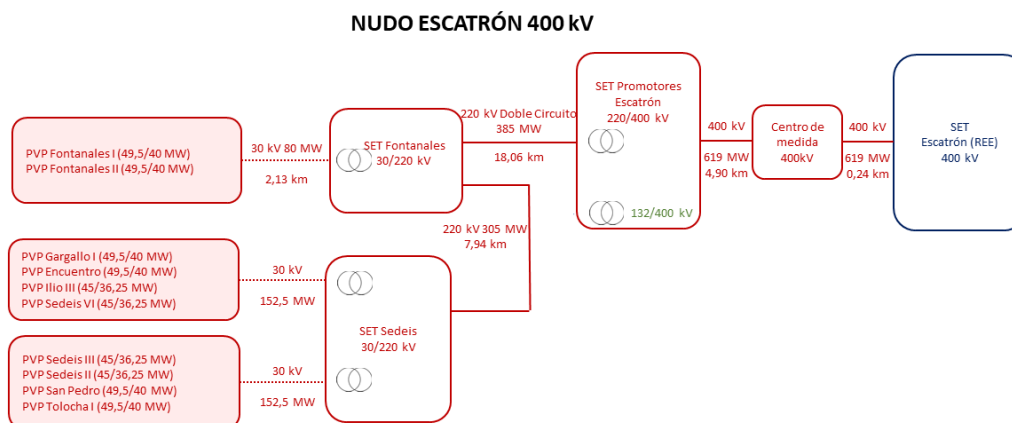 NUDO ESCATRÓN 400 kV
PVP Fontanales I (49,5/40 MW)
PVP Fontanales II (49,5/40 MW)
30 kV 80 MW
2,13 km
SET Fontanales
30/220 kV
220 kV Doble Circuito
385 MW
18,06 km
SET Promotores
Escatrón
220/400 kV
132/400 kV
400 kV
619 MW
4,90 km
Centro de
medida
400kV
400 kV
619 MW
0,24 km
SET
Escatrón (REE)
400 kV
220 kV 305 MW
7,94 km
PVP Gargallo I (49,5/40 MW)
PVP Encuentro (49,5/40 MW)
PVP Ilio III (45/36,25 MW)
PVP Sedeis VI (45/36,25 MW)
30 kV
152,5 MW
SET Sedeis
30/220 kV
PVP Sedeis III (45/36,25 MW)
PVP Sedeis II (45/36,25 MW)
PVP San Pedro (49,5/40 MW)
PVP Tolocha I (49,5/40 MW)
30 kV
152,5 MW